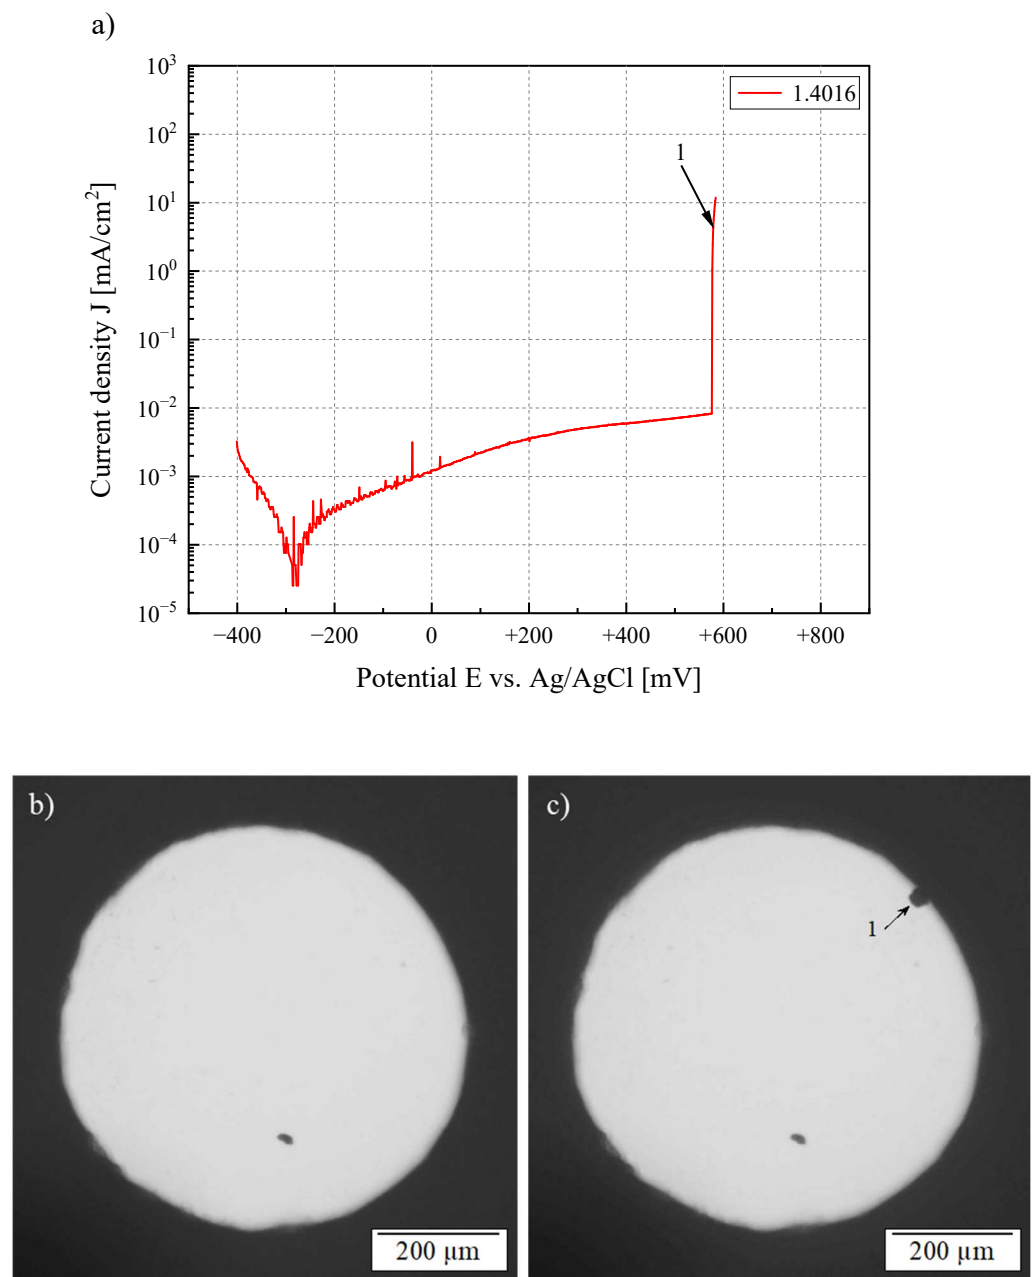 a)
10³
10²
10¹
10⁰
10⁻¹
10⁻²
10⁻³
10⁻⁴
10⁻⁵
Current density J [mA/cm²]
1.4016
1
−400 −200 0 +200 +400 +600 +800
Potential E vs. Ag/AgCl [mV]
b)
200 µm
c)
1
200 µm